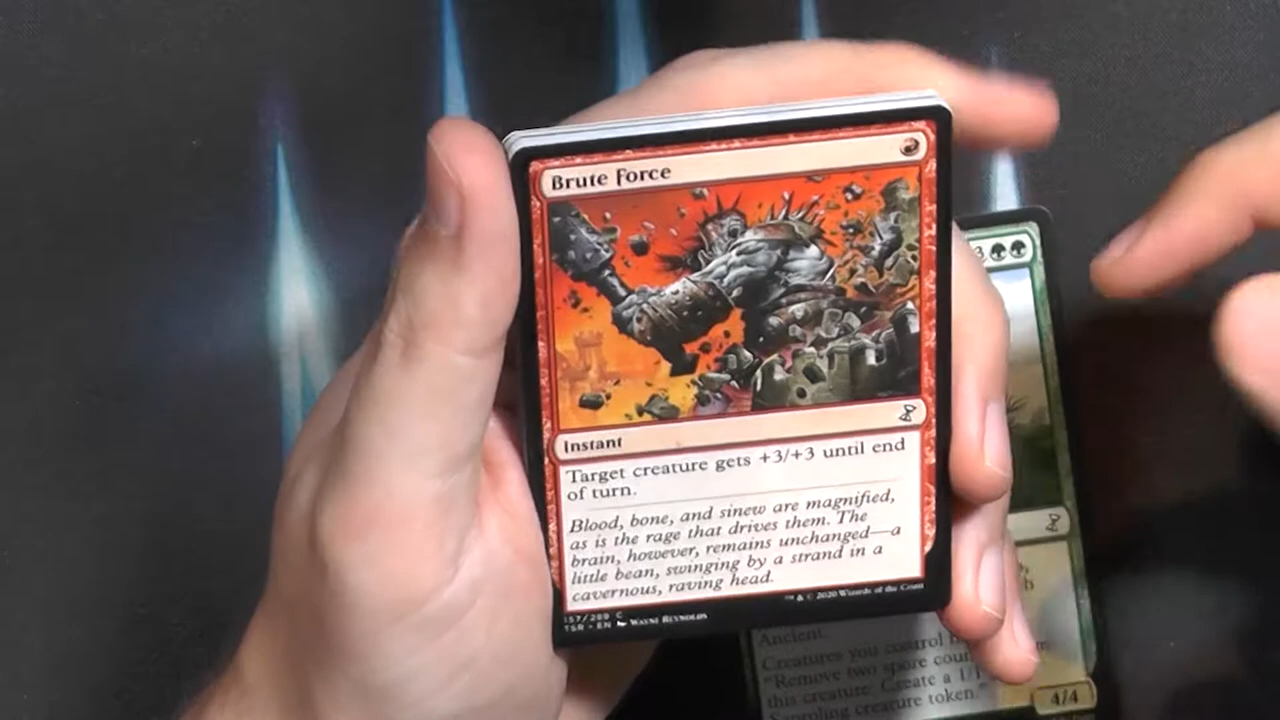 Brute Force
Instant
Target creature gets +3/+3 until end
of turn.
Blood, bone, and sinew are magnified,
as is the rage that drives them. The
brain, however, remains unchanged—a
little bean, swinging by a strand in a
cavernous, raving head.
157/289 C
TSR • EN Wayne Reynolds
™ & © 2020 Wizards of the Coast
3
Ancient.
Creatures you control
"Remove two spore
this creature: Create a 1/1
Saproling creature token."
4/4